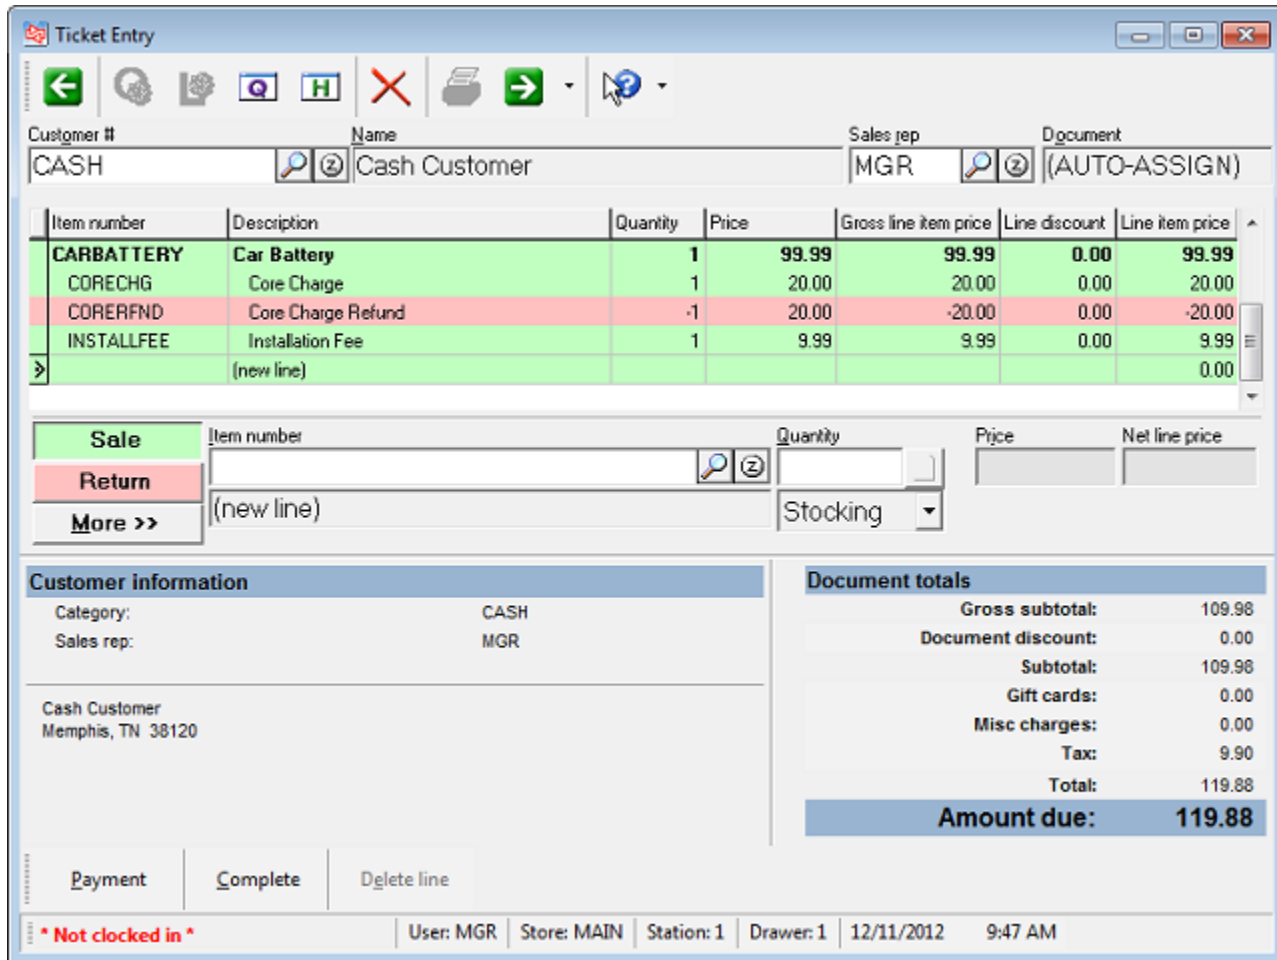 Ticket Entry
Customer # Name Sales rep Document
CASH Cash Customer MGR (AUTO-ASSIGN)
Item number Description Quantity Price Gross line item price Line discount Line item price
CARBATTERY Car Battery 1 99.99 99.99 0.00 99.99
CORECHG Core Charge 1 20.00 20.00 0.00 20.00
CORERFND Core Charge Refund -1 20.00 -20.00 0.00 -20.00
INSTALLFEE Installation Fee 1 9.99 9.99 0.00 9.99
(new line) 0.00
Sale Item number Quantity Price Net line price
Return
More >> (new line) Stocking
Customer information
Category: CASH
Sales rep: MGR
Cash Customer
Memphis, TN 38120
Document totals
Gross subtotal: 109.98
Document discount: 0.00
Subtotal: 109.98
Gift cards: 0.00
Misc charges: 0.00
Tax: 9.90
Total: 119.88
Amount due: 119.88
Payment Complete Delete line
* Not clocked in * User: MGR Store: MAIN Station: 1 Drawer: 1 12/11/2012 9:47 AM